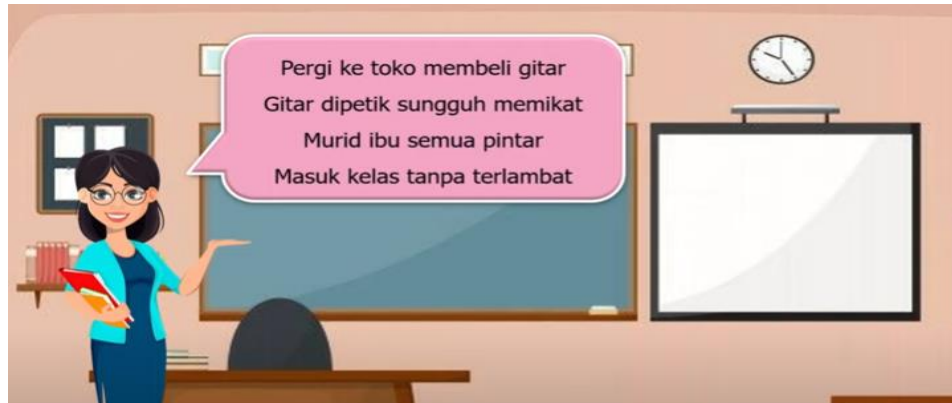 Pergi ke toko membeli gitar
Gitar dipetik sungguh memikat
Murid ibu semua pintar
Masuk kelas tanpa terlambat